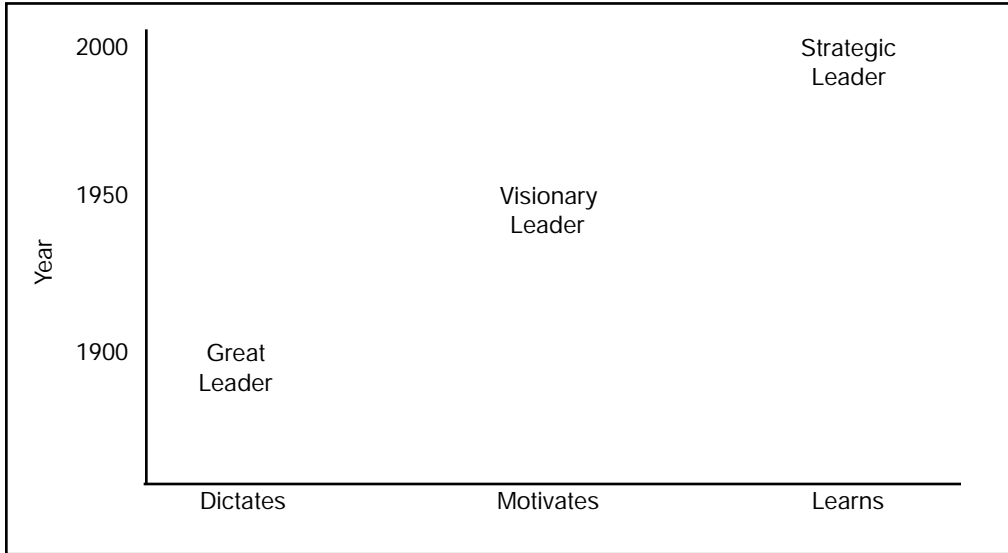 2000
Strategic
Leader
1950
Visionary
Leader
Year
1900
Great
Leader
Dictates
Motivates
Learns